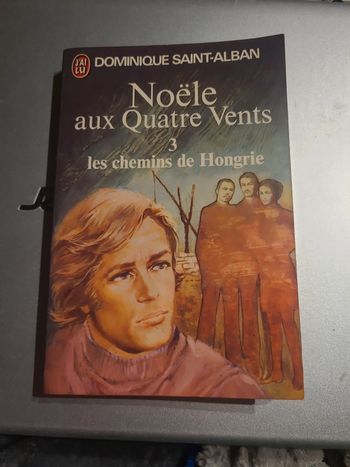 J'AI LU
DOMINIQUE SAINT-ALBAN
Noële
aux Quatre Vents
3
les chemins de Hongrie